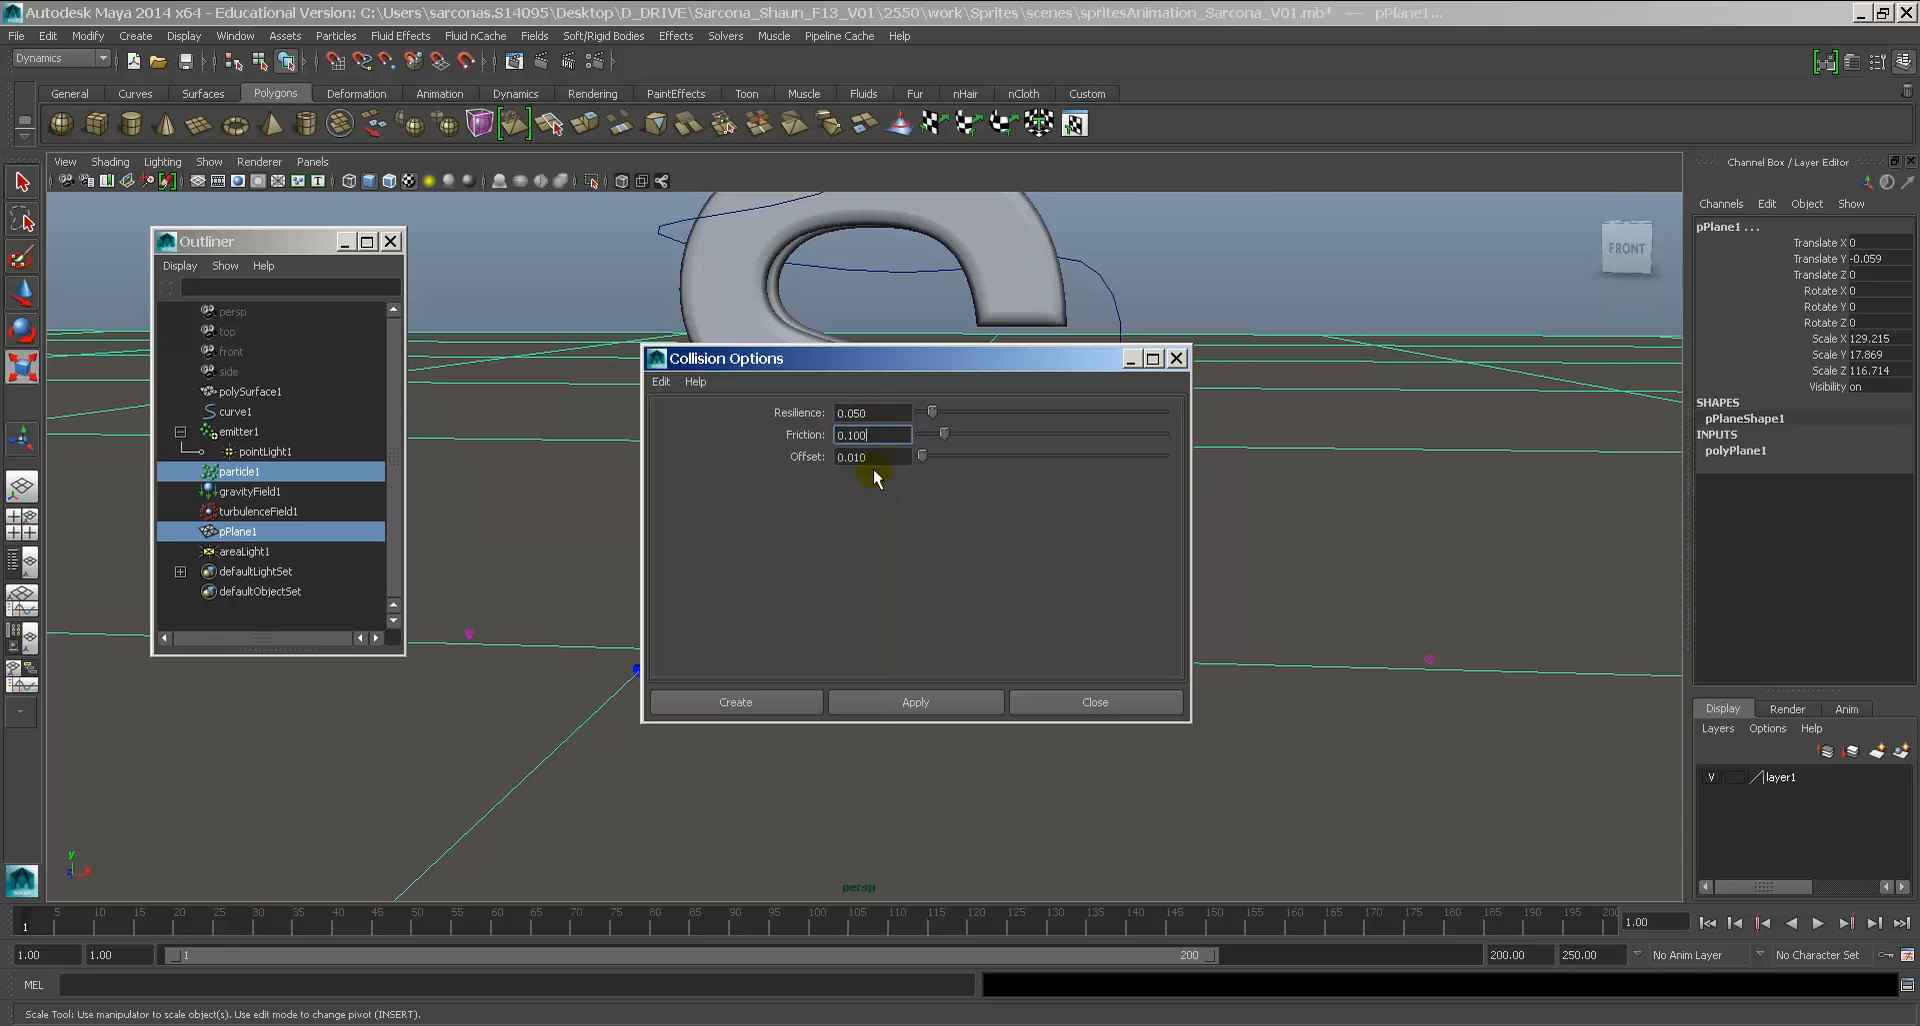 Autodesk Maya 2014 x64 - Educational Version: C:\Users\sarconas.S14095\Desktop\D_DRIVE\Sarcona_Shaun_F13_V01\2550\work\Sprites\scenes\spritesAnimation_Sarcona_V01.mb* --- pPlane1...
File Edit Modify Create Display Window Assets Particles Fluid Effects Fluid nCache Fields Soft/Rigid Bodies Effects Solvers Muscle Pipeline Cache Help
Dynamics
General Curves Surfaces Polygons Deformation Animation Dynamics Rendering PaintEffects Toon Muscle Fluids Fur nHair nCloth Custom
View Shading Lighting Show Renderer Panels
Channel Box / Layer Editor
Channels Edit Object Show
pPlane1 ...
Translate X 0
Translate Y -0.059
Translate Z 0
Rotate X 0
Rotate Y 0
Rotate Z 0
Scale X 129.215
Scale Y 17.869
Scale Z 116.714
Visibility on
SHAPES
pPlaneShape1
INPUTS
polyPlane1
FRONT
Outliner
Display Show Help
persp
top
front
side
polySurface1
curve1
emitter1
pointLight1
particle1
gravityField1
turbulenceField1
pPlane1
areaLight1
defaultLightSet
defaultObjectSet
Collision Options
Edit Help
Resilience: 0.050
Friction: 0.100
Offset: 0.010
Create Apply Close
Display Render Anim
Layers Options Help
V layer1
y
z x
persp
5 10 15 20 25 30 35 40 45 50 55 60 65 70 75 80 85 90 95 100 105 110 115 120 125 130 135 140 145 150 155 160 165 170 175 180 185 190 195 200
1 1.00
1.00 1.00 1 200 200.00 250.00 No Anim Layer No Character Set
MEL
Scale Tool: Use manipulator to scale object(s). Use edit mode to change pivot (INSERT).